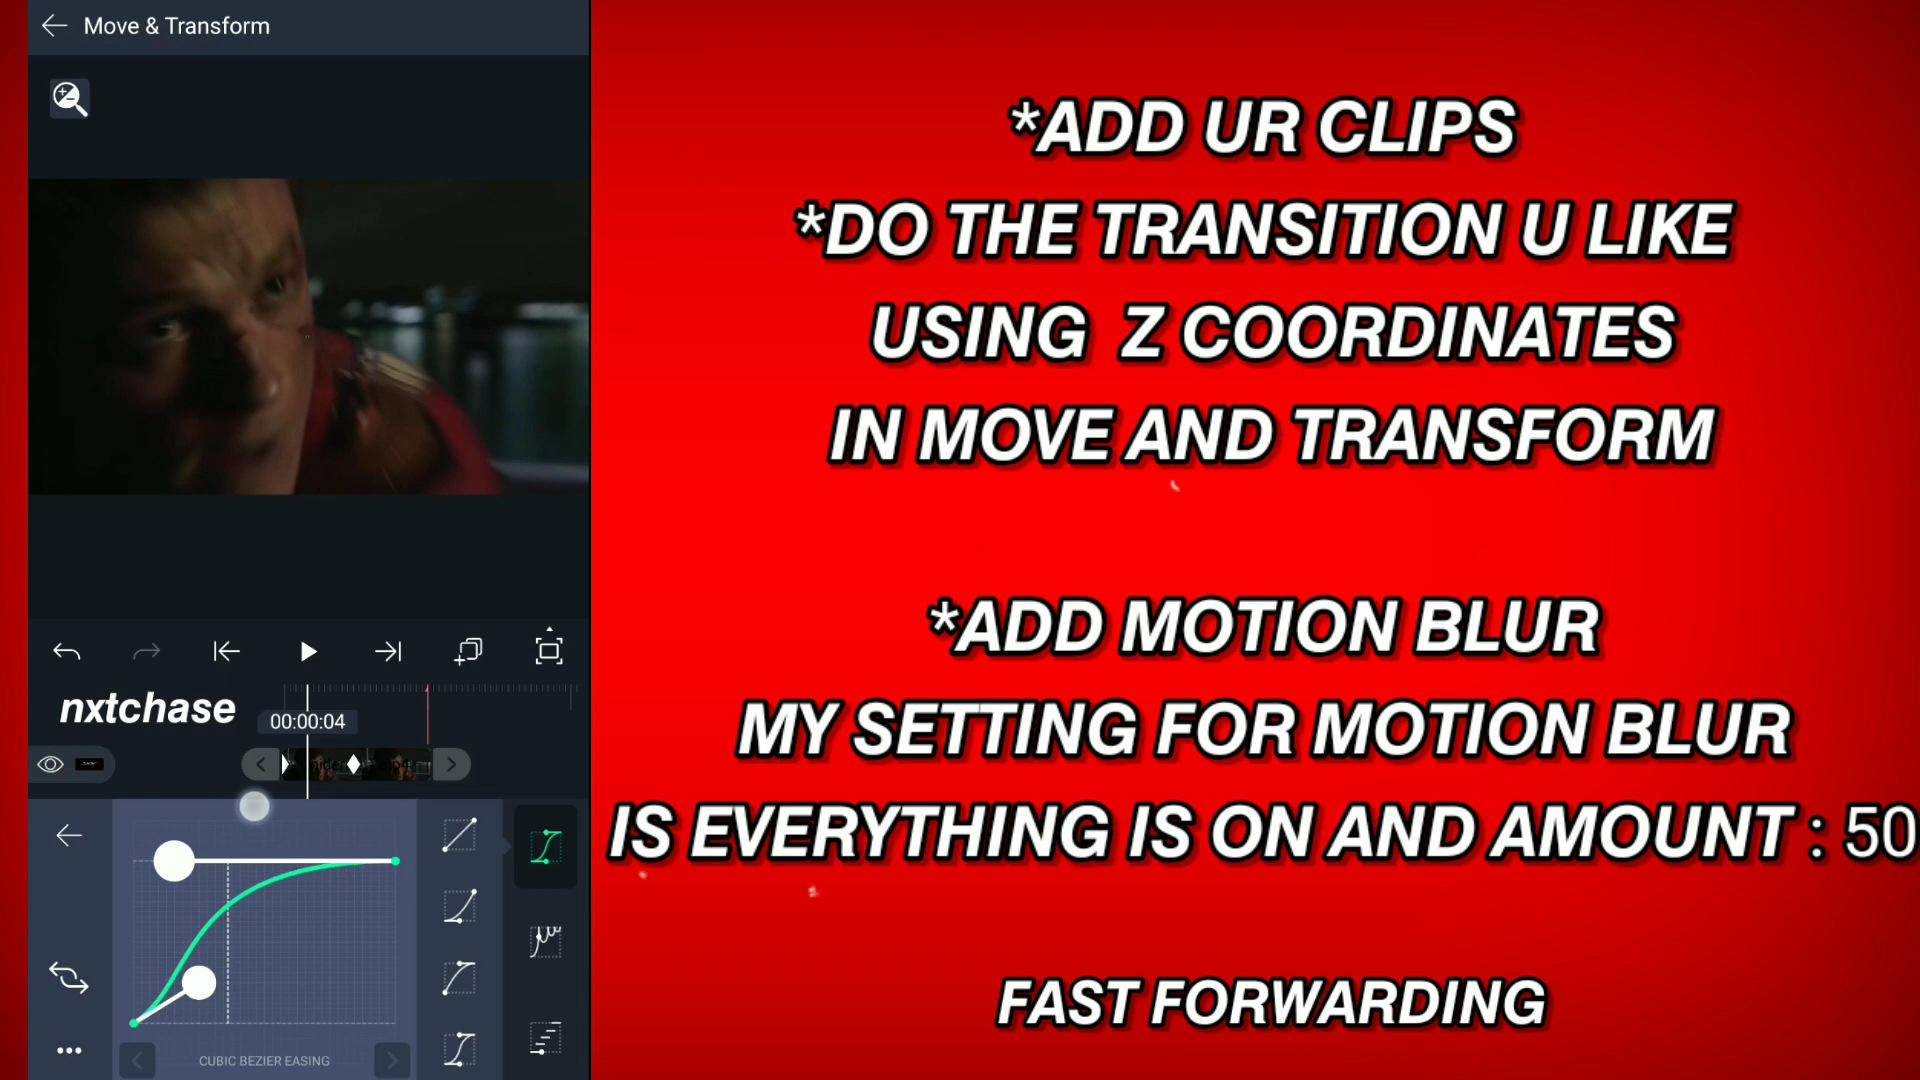 Move & Transform
nxtchase
00:00:04
CUBIC BEZIER EASING
*ADD UR CLIPS
*DO THE TRANSITION U LIKE
USING Z COORDINATES
IN MOVE AND TRANSFORM
*ADD MOTION BLUR
MY SETTING FOR MOTION BLUR
IS EVERYTHING IS ON AND AMOUNT : 50
FAST FORWARDING